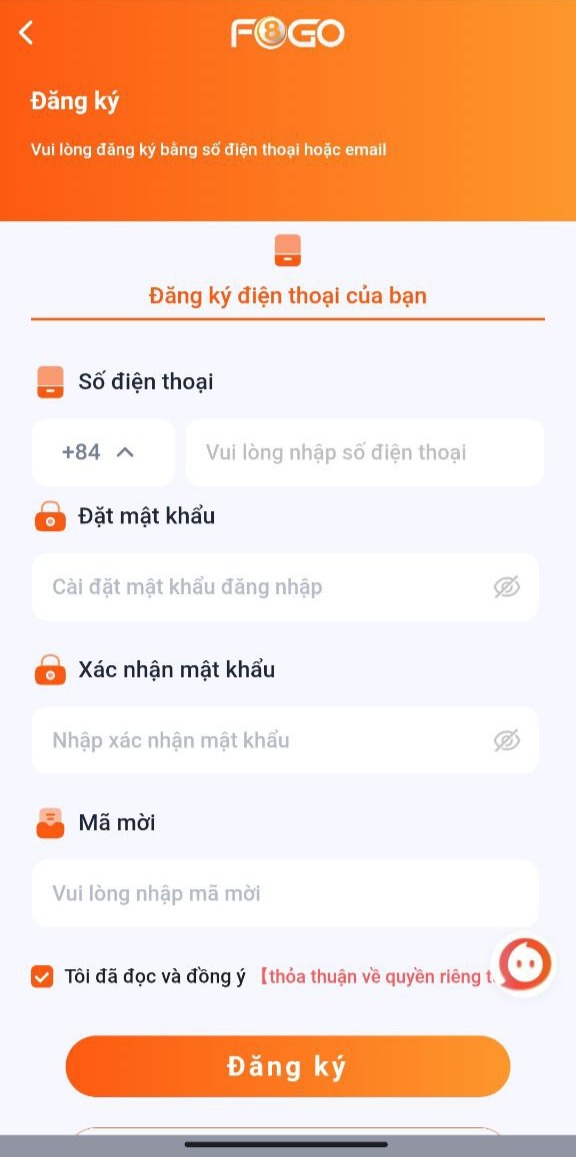 F8GO
Đăng ký
Vui lòng đăng ký bằng số điện thoại hoặc email
Đăng ký điện thoại của bạn
Số điện thoại
+84 Vui lòng nhập số điện thoại
Đặt mật khẩu
Cài đặt mật khẩu đăng nhập
Xác nhận mật khẩu
Nhập xác nhận mật khẩu
Mã mời
Vui lòng nhập mã mời
Tôi đã đọc và đồng ý 【thỏa thuận về quyền riêng
Đăng ký